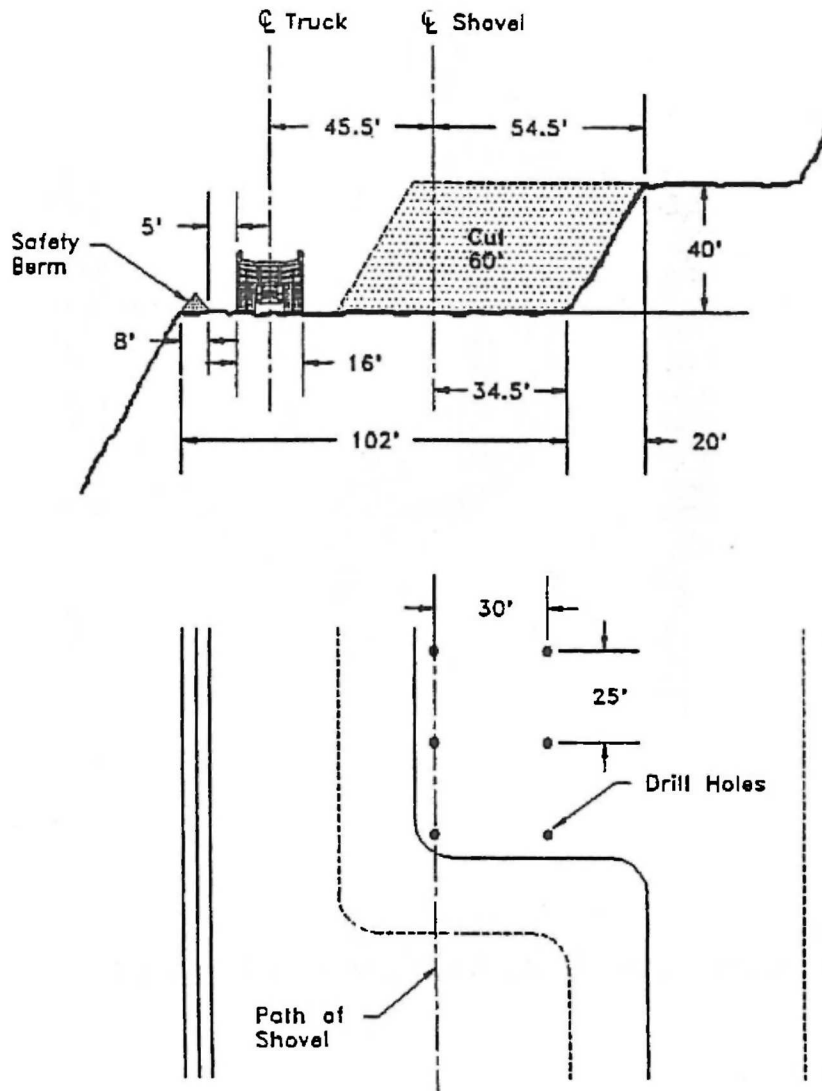 ℄ Truck
℄ Shovel
45.5'
54.5'
5'
Safety
Berm
Cut
60'
40'
8'
16'
34.5'
102'
20'
30'
25'
Drill Holes
Path of
Shovel